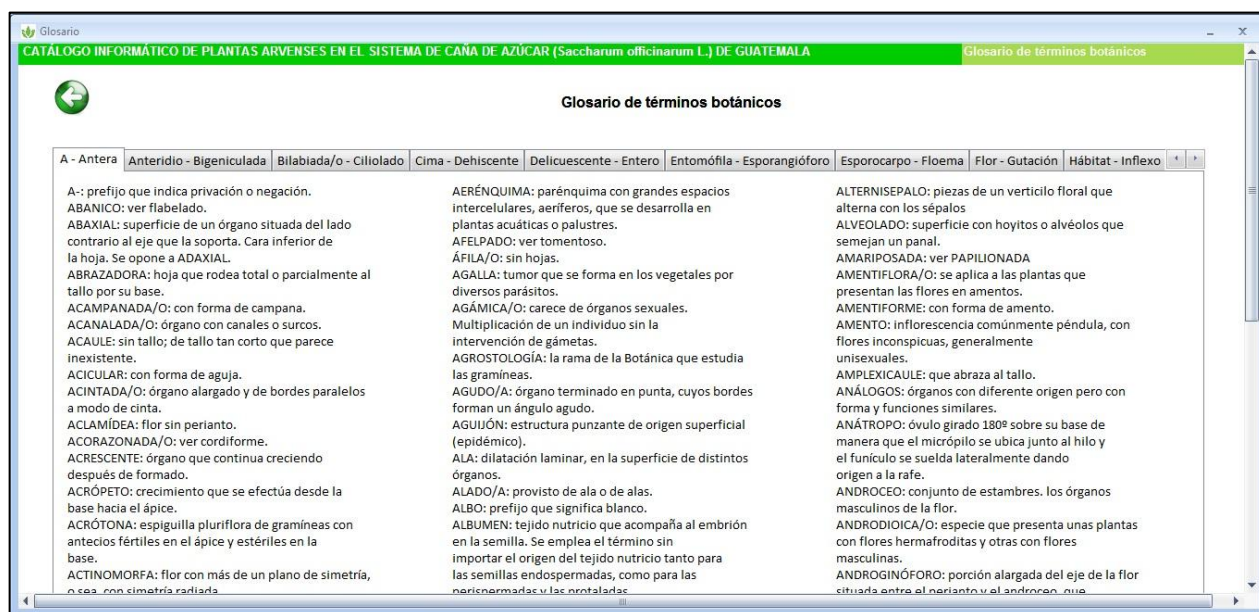 Glosario
CATÁLOGO INFORMÁTICO DE PLANTAS ARVENSES EN EL SISTEMA DE CAÑA DE AZÚCAR (Saccharum officinarum L.) DE GUATEMALA
Glosario de términos botánicos
Glosario de términos botánicos
A - Antera
Anteridio - Bigeniculada
Bilabiada/o - Ciliolado
Cima - Dehiscente
Delicuescente - Entero
Entomófila - Esporangióforo
Esporocarpo - Floema
Flor - Gutación
Hábitat - Inflexo
A-: prefijo que indica privación o negación.
ABANICO: ver flabelado.
ABAXIAL: superficie de un órgano situada del lado
contrario al eje que la soporta. Cara inferior de
la hoja. Se opone a ADAXIAL.
ABRAZADORA: hoja que rodea total o parcialmente al
tallo por su base.
ACAMPANADA/O: con forma de campana.
ACANALADA/O: órgano con canales o surcos.
ACAULE: sin tallo; de tallo tan corto que parece
inexistente.
ACICULAR: con forma de aguja.
ACINTADA/O: órgano alargado y de bordes paralelos
a modo de cinta.
ACLAMÍDEA: flor sin perianto.
ACORAZONADA/O: ver cordiforme.
ACRESCENTE: órgano que continua creciendo
después de formado.
ACRÓPETO: crecimiento que se efectúa desde la
base hacia el ápice.
ACRÓTONA: espiguilla pluriflora de gramíneas con
antecios fértiles en el ápice y estériles en la
base.
ACTINOMORFA: flor con más de un plano de simetría,
o sea, con simetría radiada.
AERÉNQUIMA: parénquima con grandes espacios
intercelulares, aeríferos, que se desarrolla en
plantas acuáticas o palustres.
AFELPADO: ver tomentoso.
ÁFILA/O: sin hojas.
AGALLA: tumor que se forma en los vegetales por
diversos parásitos.
AGÁMICA/O: carece de órganos sexuales.
Multiplicación de un individuo sin la
intervención de gámetas.
AGROSTOLOGÍA: la rama de la Botánica que estudia
las gramíneas.
AGUDO/A: órgano terminado en punta, cuyos bordes
forman un ángulo agudo.
AGUIJÓN: estructura punzante de origen superficial
(epidémico).
ALA: dilatación laminar, en la superficie de distintos
órganos.
ALADO/A: provisto de ala o de alas.
ALBO: prefijo que significa blanco.
ALBUMEN: tejido nutricio que acompaña al embrión
en la semilla. Se emplea el término sin
importar el origen del tejido nutricio tanto para
las semillas endospermadas, como para las
perispermadas y las protaladas.
ALTERNISEPALO: piezas de un verticilo floral que
alterna con los sépalos
ALVEOLADO: superficie con hoyitos o alvéolos que
semejan un panal.
AMARIPOSADA: ver PAPILIONADA
AMENTIFLORA/O: se aplica a las plantas que
presentan las flores en amentos.
AMENTIFORME: con forma de amento.
AMENTO: inflorescencia comúnmente péndula, con
flores inconspicuas, generalmente
unisexuales.
AMPLEXICAULE: que abraza al tallo.
ANÁLOGOS: órganos con diferente origen pero con
forma y funciones similares.
ANÁTROPO: óvulo girado 180º sobre su base de
manera que el micrópilo se ubica junto al hilo y
el funículo se suelda lateralmente dando
origen a la rafe.
ANDROCEO: conjunto de estambres. los órganos
masculinos de la flor.
ANDRODIOICA/O: especie que presenta unas plantas
con flores hermafroditas y otras con flores
masculinas.
ANDROGINÓFORO: porción alargada del eje de la flor
situada entre el perianto y el androceo, que